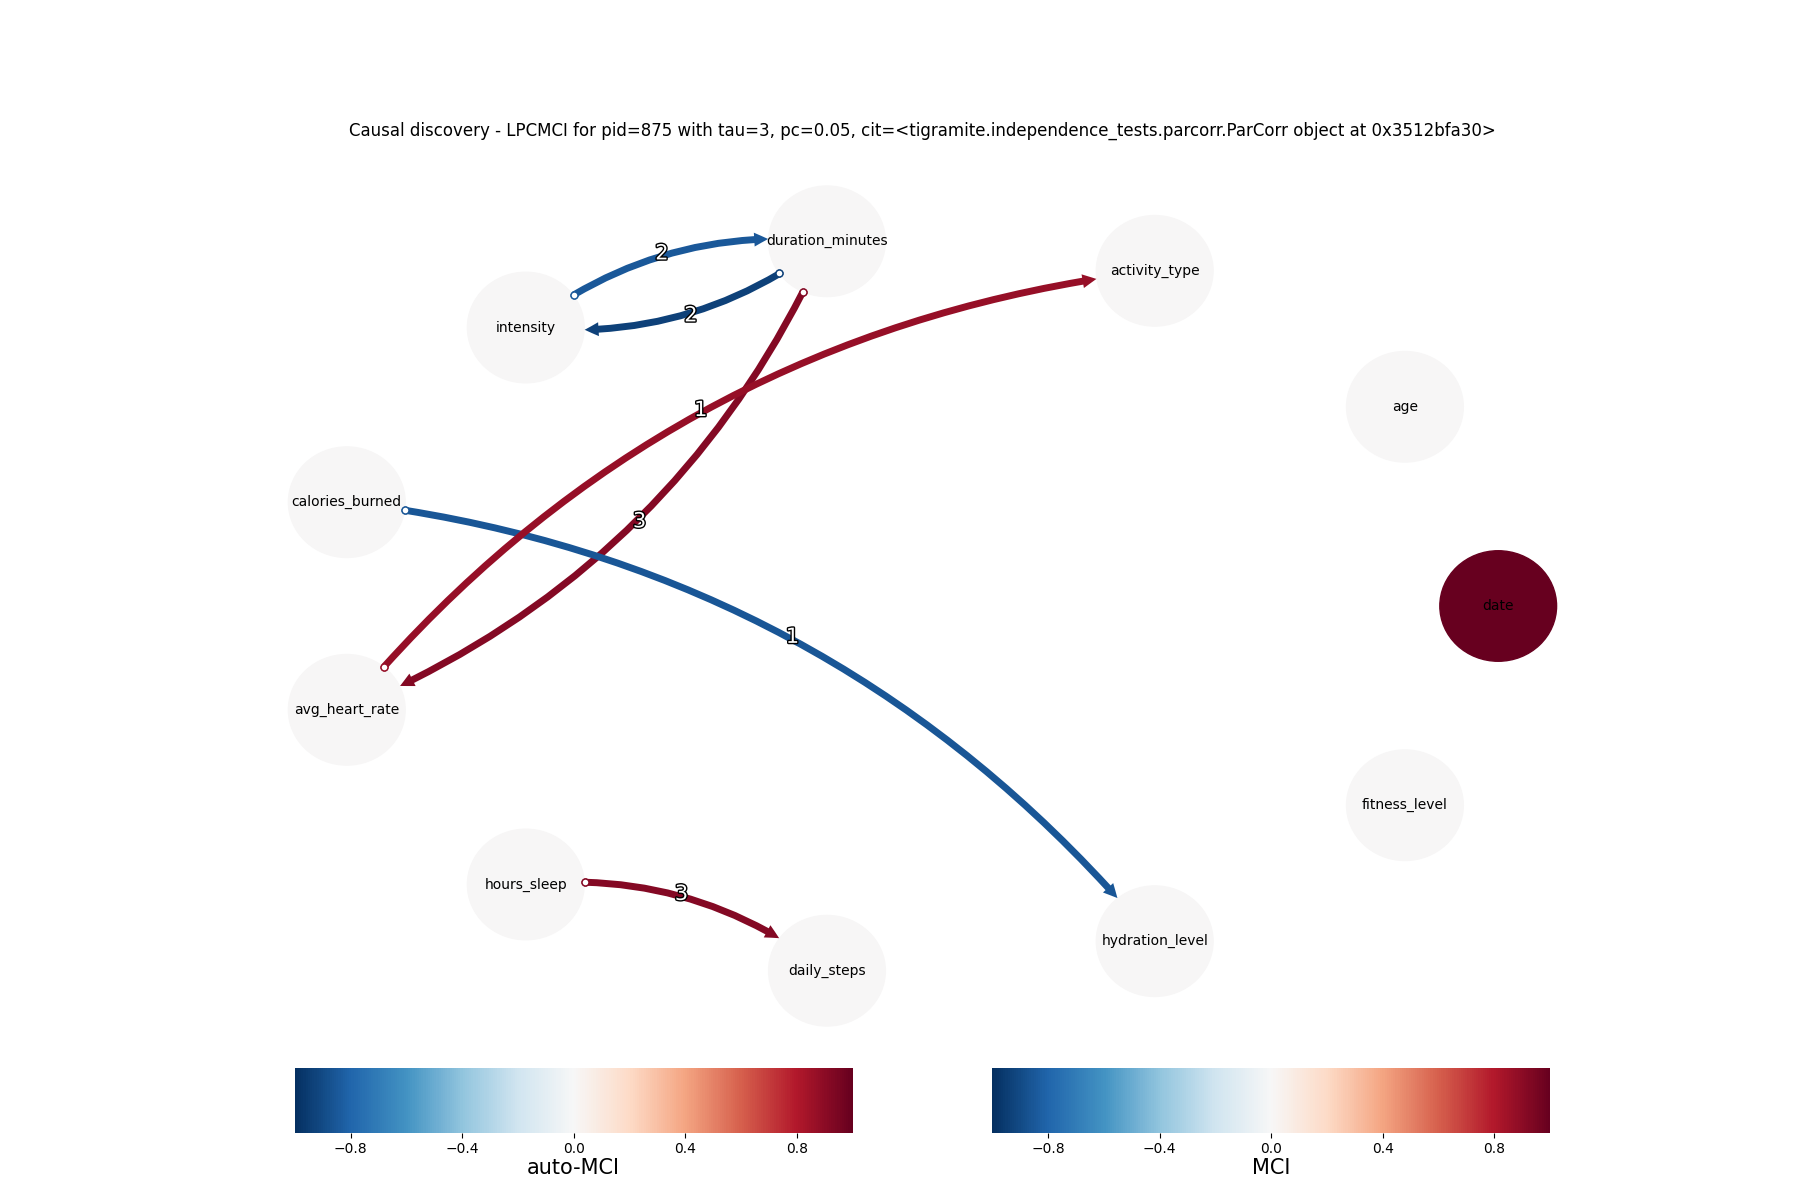 Causal discovery - LPCMCI for pid=875 with tau=3, pc=0.05, cit=<tigramite.independence_tests.parcorr.ParCorr object at 0x3512bfa30>
duration_minutes
2
activity_type
intensity
2
age
1
calories_burned
3
date
1
avg_heart_rate
fitness_level
hours_sleep
3
hydration_level
daily_steps
−0.8 −0.4 0.0 0.4 0.8
auto-MCI
−0.8 −0.4 0.0 0.4 0.8
MCI